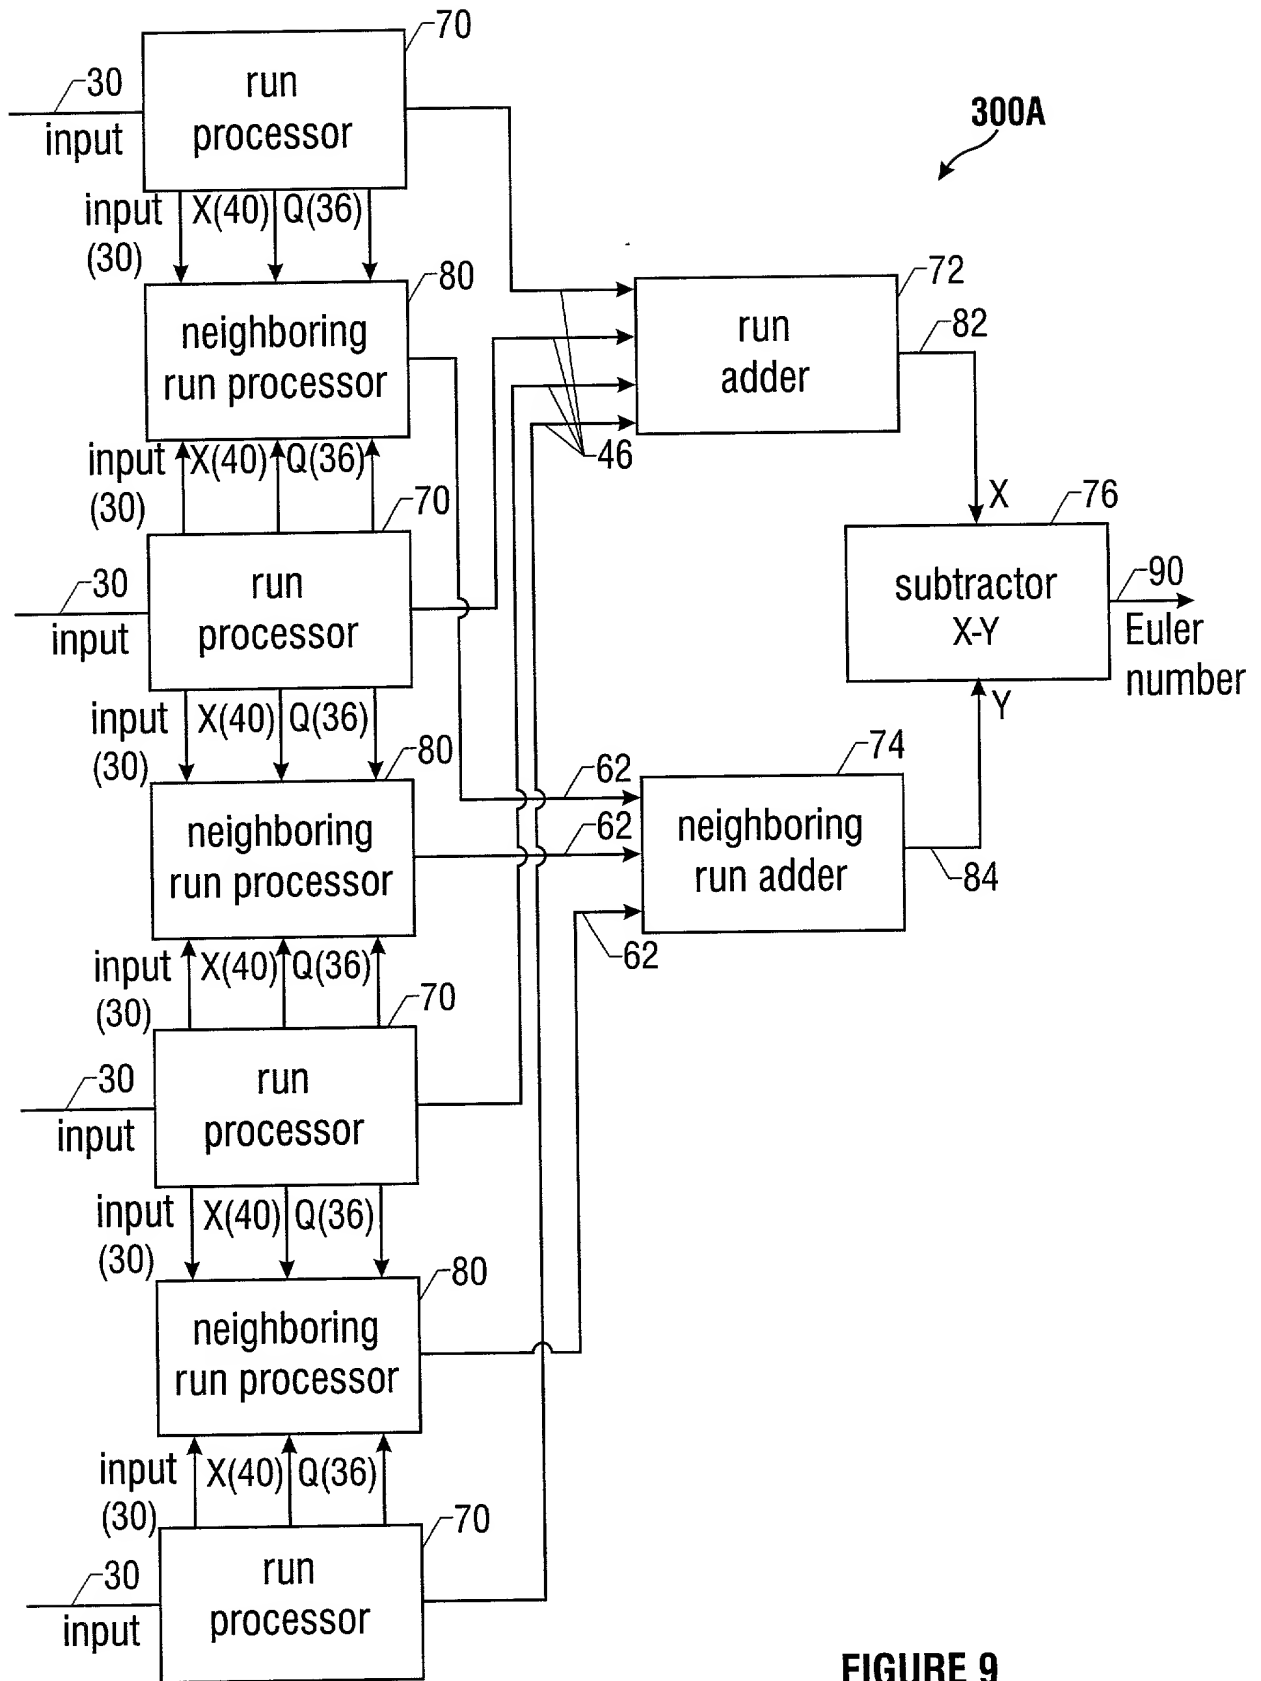 70
30
run
processor
input
300A
input
(30)
X(40)
Q(36)
80
neighboring
run processor
72
run
adder
82
46
input
(30)
X(40)
Q(36)
70
30
run
processor
input
X
76
subtractor
X-Y
90
Euler
number
Y
input
(30)
X(40)
Q(36)
80
neighboring
run processor
62
62
62
74
neighboring
run adder
84
input
(30)
X(40)
Q(36)
70
30
run
processor
input
input
(30)
X(40)
Q(36)
80
neighboring
run processor
input
(30)
X(40)
Q(36)
70
30
run
processor
input
FIGURE 9